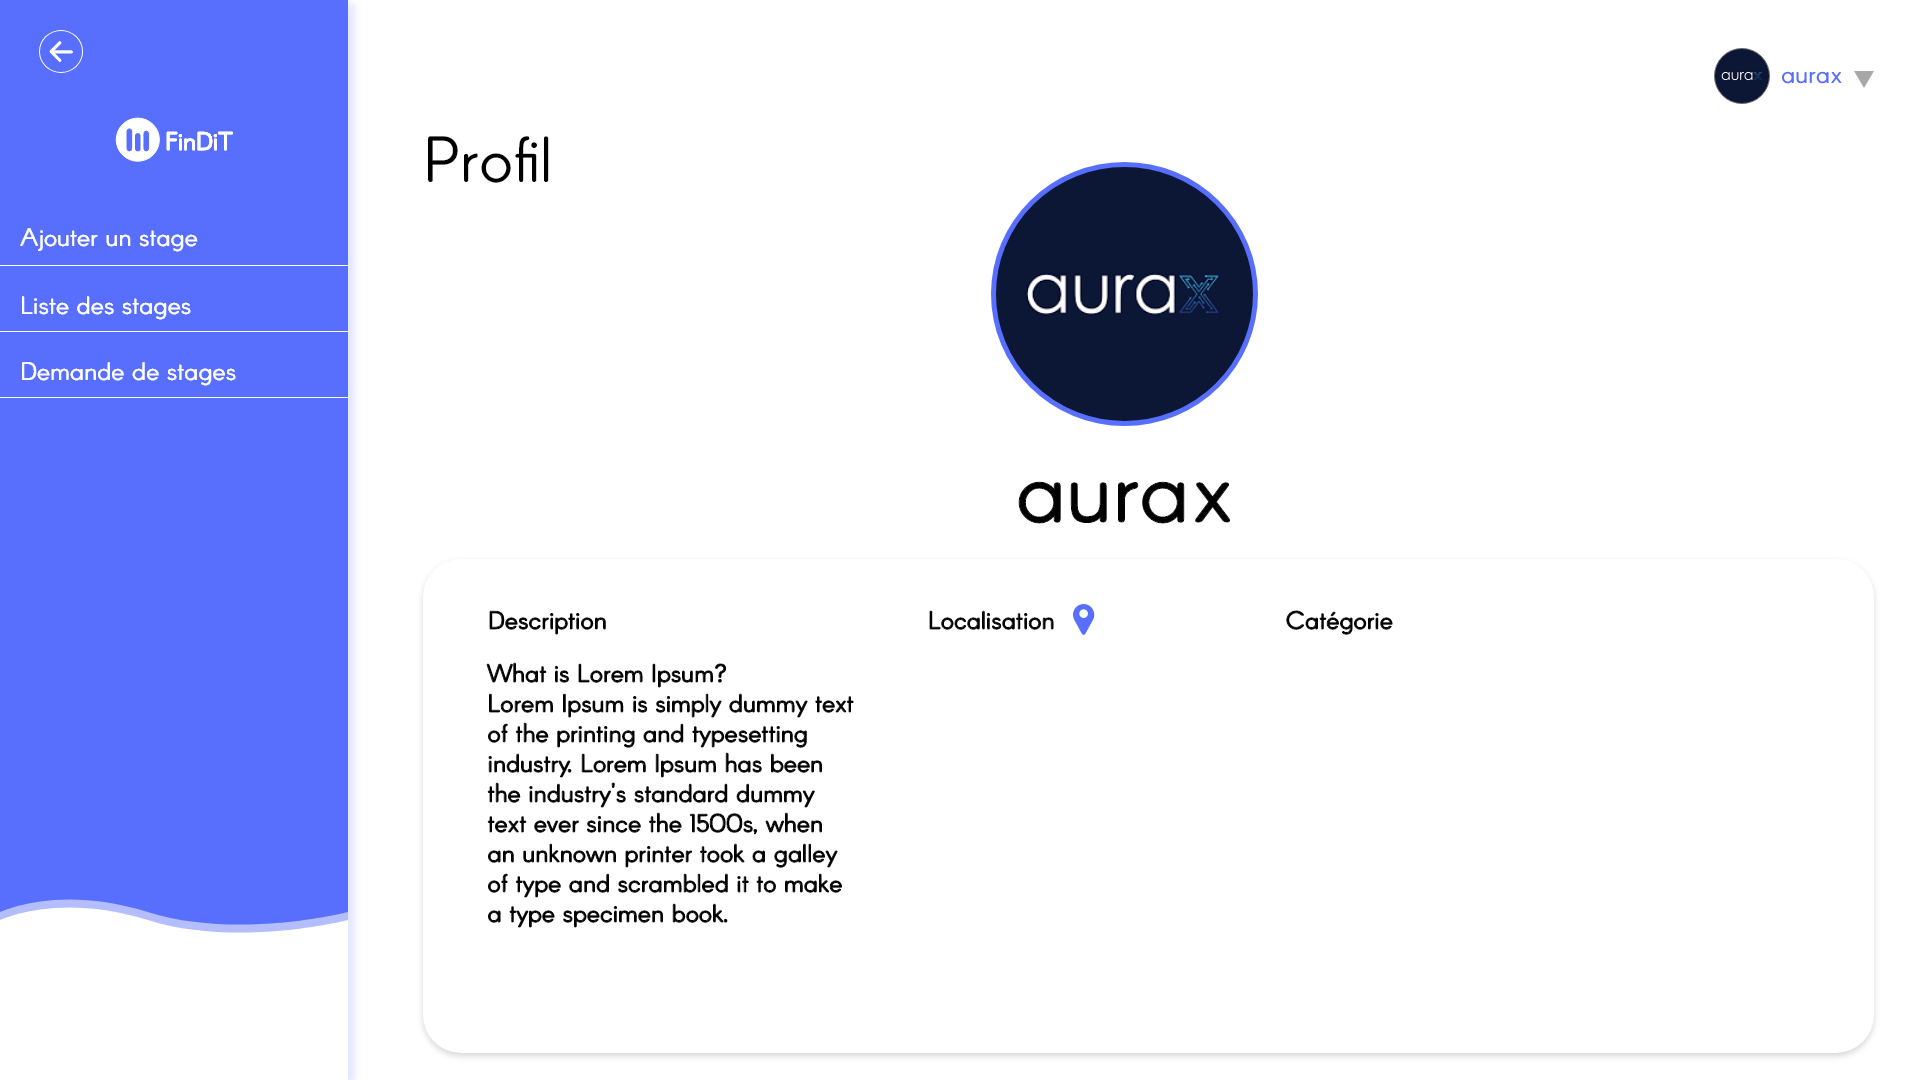 FinDiT
Ajouter un stage
Liste des stages
Demande de stages
aurax
aurax
Profil
aurax
aurax
Description
What is Lorem Ipsum?
Lorem Ipsum is simply dummy text
of the printing and typesetting
industry. Lorem Ipsum has been
the industry's standard dummy
text ever since the 1500s, when
an unknown printer took a galley
of type and scrambled it to make
a type specimen book.
Localisation
Catégorie